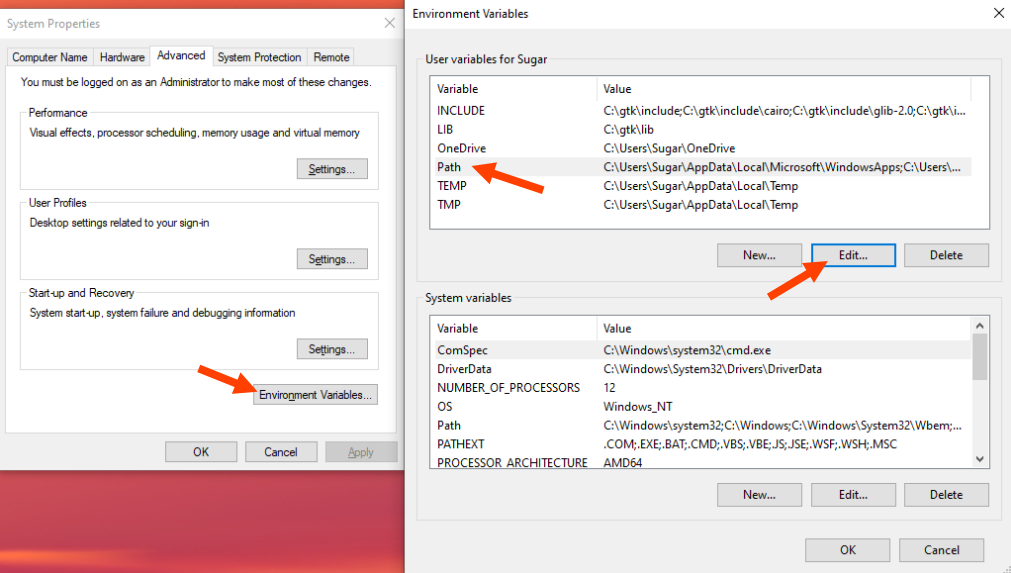 System Properties
Computer Name Hardware Advanced System Protection Remote
You must be logged on as an Administrator to make most of these changes.
Performance
Visual effects, processor scheduling, memory usage and virtual memory
Settings...
User Profiles
Desktop settings related to your sign-in
Settings...
Start-up and Recovery
System start-up, system failure and debugging information
Settings...
Environment Variables...
OK Cancel Apply
Environment Variables
User variables for Sugar
Variable Value
INCLUDE C:\gtk\include;C:\gtk\include\cairo;C:\gtk\include\glib-2.0;C:\gtk\i...
LIB C:\gtk\lib
OneDrive C:\Users\Sugar\OneDrive
Path C:\Users\Sugar\AppData\Local\Microsoft\WindowsApps;C:\Users\...
TEMP C:\Users\Sugar\AppData\Local\Temp
TMP C:\Users\Sugar\AppData\Local\Temp
New... Edit... Delete
System variables
Variable Value
ComSpec C:\Windows\system32\cmd.exe
DriverData C:\Windows\System32\Drivers\DriverData
NUMBER_OF_PROCESSORS 12
OS Windows_NT
Path C:\Windows\system32;C:\Windows;C:\Windows\System32\Wbem;...
PATHEXT .COM;.EXE;.BAT;.CMD;.VBS;.VBE;.JS;.JSE;.WSF;.WSH;.MSC
PROCESSOR_ARCHITECTURE AMD64
New... Edit... Delete
OK Cancel